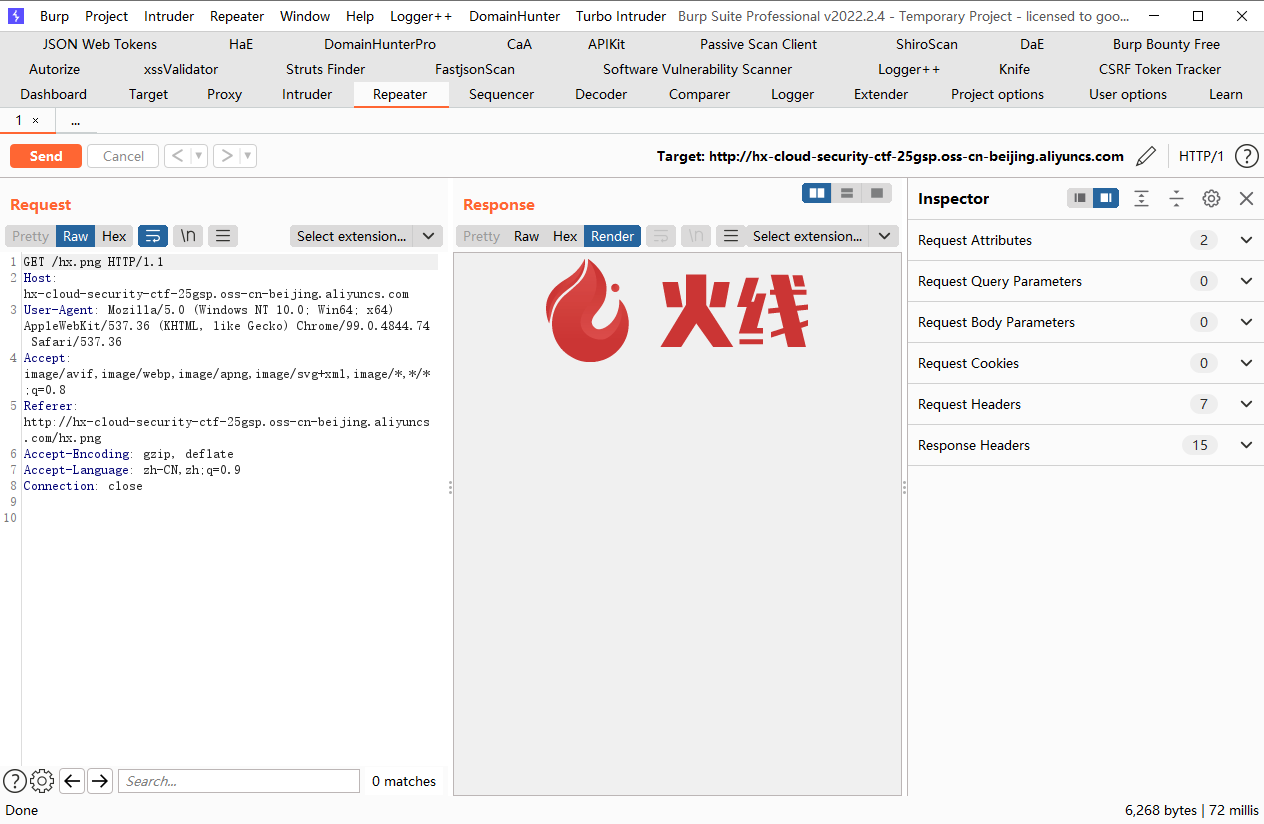 Burp Project Intruder Repeater Window Help Logger++ DomainHunter Turbo Intruder Burp Suite Professional v2022.2.4 - Temporary Project - licensed to goo...
JSON Web Tokens HaE DomainHunterPro CaA APIKit Passive Scan Client ShiroScan DaE Burp Bounty Free
Autorize xssValidator Struts Finder FastjsonScan Software Vulnerability Scanner Logger++ Knife CSRF Token Tracker
Dashboard Target Proxy Intruder Repeater Sequencer Decoder Comparer Logger Extender Project options User options Learn
1 × ...
Send Cancel < > Target: http://hx-cloud-security-ctf-25gsp.oss-cn-beijing.aliyuncs.com HTTP/1 ?
Request
Pretty Raw Hex \n Select extension...
1 GET /hx.png HTTP/1.1
2 Host:
hx-cloud-security-ctf-25gsp.oss-cn-beijing.aliyuncs.com
3 User-Agent: Mozilla/5.0 (Windows NT 10.0; Win64; x64)
AppleWebKit/537.36 (KHTML, like Gecko) Chrome/99.0.4844.74
Safari/537.36
4 Accept:
image/avif,image/webp,image/apng,image/svg+xml,image/*,*/*
;q=0.8
5 Referer:
http://hx-cloud-security-ctf-25gsp.oss-cn-beijing.aliyuncs
.com/hx.png
6 Accept-Encoding: gzip, deflate
7 Accept-Language: zh-CN,zh;q=0.9
8 Connection: close
9
10
? Search... 0 matches
Response
Pretty Raw Hex Render \n Select extension...
火线
Inspector
Request Attributes 2
Request Query Parameters 0
Request Body Parameters 0
Request Cookies 0
Request Headers 7
Response Headers 15
Done 6,268 bytes | 72 millis